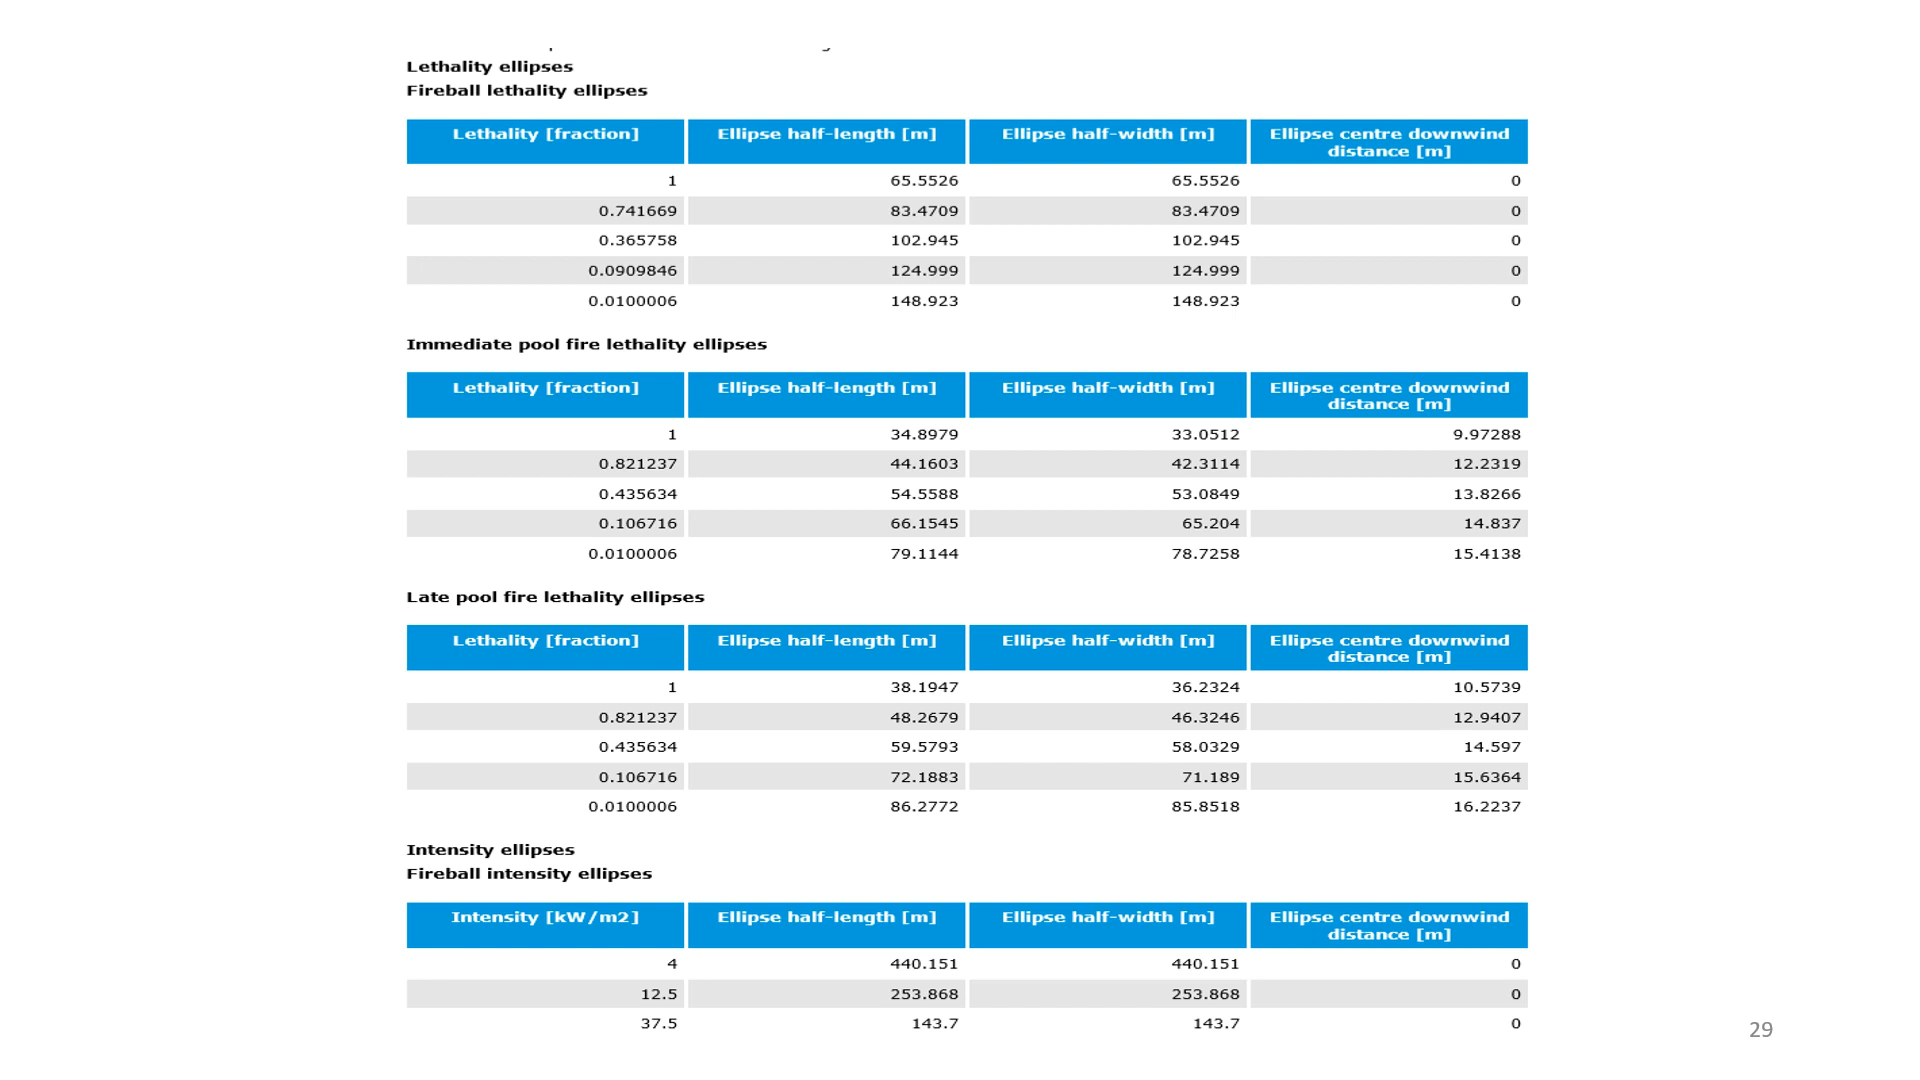 Lethality ellipses
Fireball lethality ellipses
Lethality [fraction] Ellipse half-length [m] Ellipse half-width [m] Ellipse centre downwind distance [m]
1 65.5526 65.5526 0
0.741669 83.4709 83.4709 0
0.365758 102.945 102.945 0
0.0909846 124.999 124.999 0
0.0100006 148.923 148.923 0
Immediate pool fire lethality ellipses
Lethality [fraction] Ellipse half-length [m] Ellipse half-width [m] Ellipse centre downwind distance [m]
1 34.8979 33.0512 9.97288
0.821237 44.1603 42.3114 12.2319
0.435634 54.5588 53.0849 13.8266
0.106716 66.1545 65.204 14.837
0.0100006 79.1144 78.7258 15.4138
Late pool fire lethality ellipses
Lethality [fraction] Ellipse half-length [m] Ellipse half-width [m] Ellipse centre downwind distance [m]
1 38.1947 36.2324 10.5739
0.821237 48.2679 46.3246 12.9407
0.435634 59.5793 58.0329 14.597
0.106716 72.1883 71.189 15.6364
0.0100006 86.2772 85.8518 16.2237
Intensity ellipses
Fireball intensity ellipses
Intensity [kW/m2] Ellipse half-length [m] Ellipse half-width [m] Ellipse centre downwind distance [m]
4 440.151 440.151 0
12.5 253.868 253.868 0
37.5 143.7 143.7 0
29